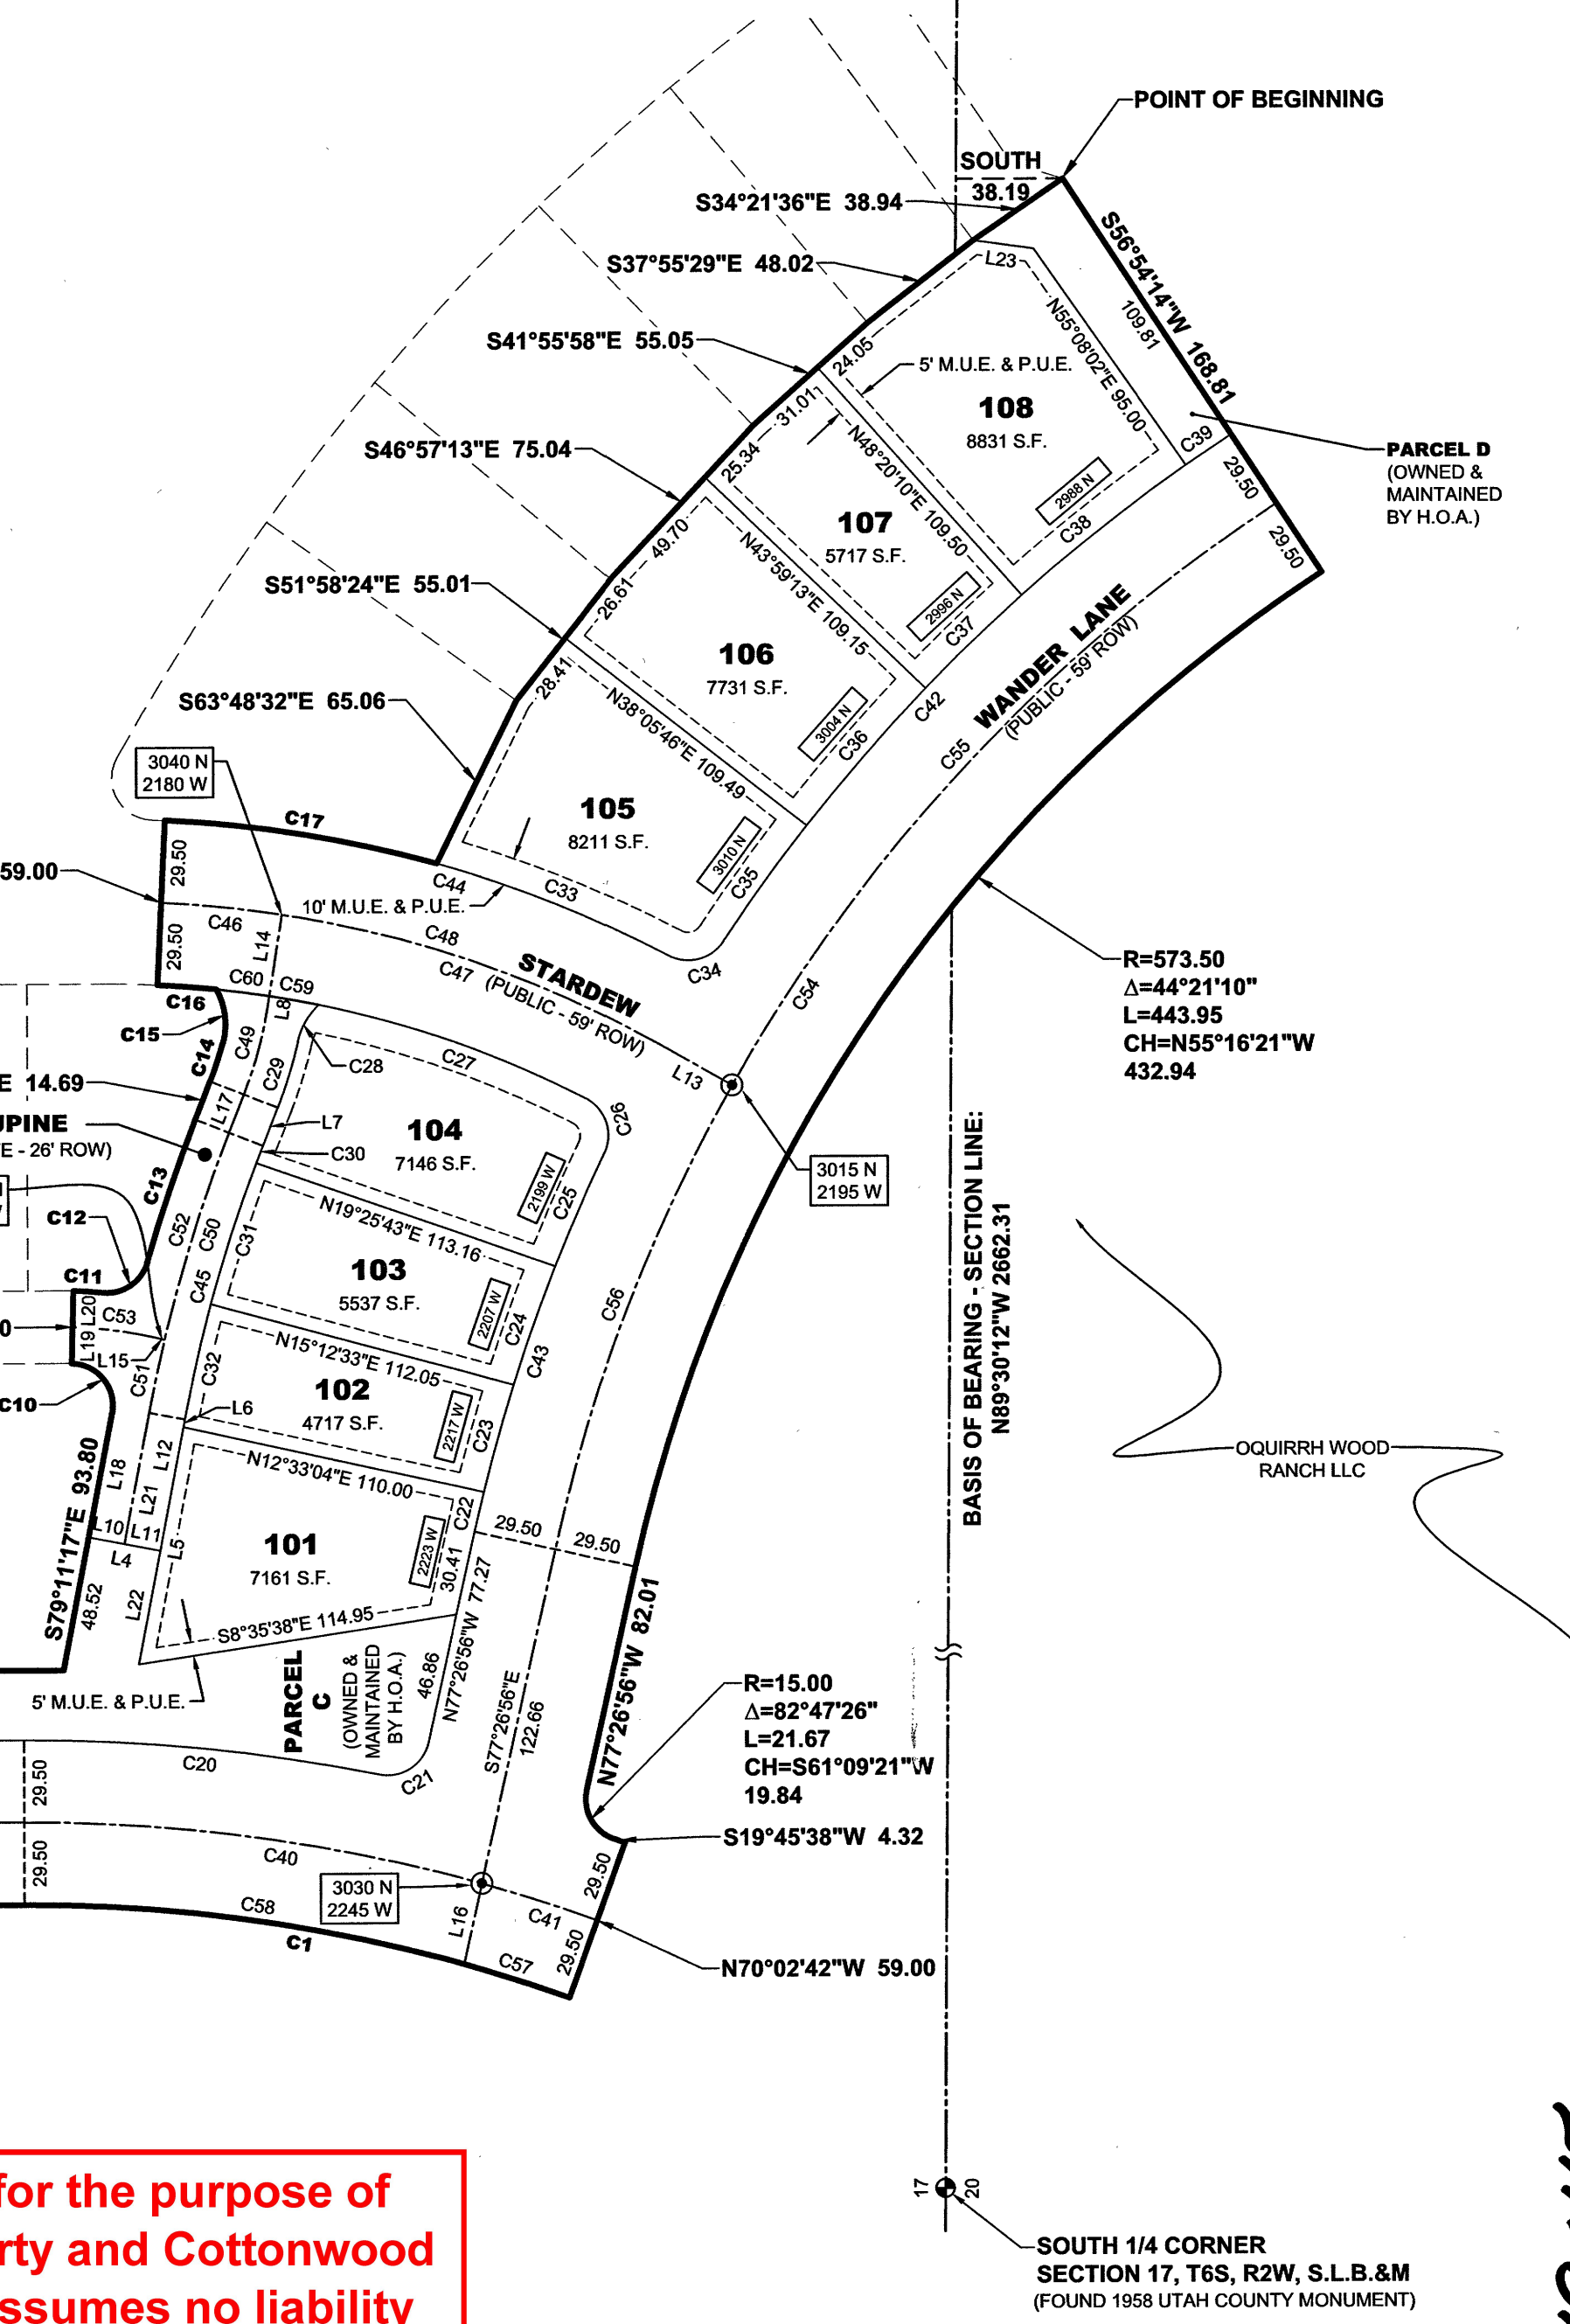 POINT OF BEGINNING
SOUTH
38.19
S34°21'36"E 38.94
S37°55'29"E 48.02
S41°55'58"E 55.05
S46°57'13"E 75.04
S51°58'24"E 55.01
S63°48'32"E 65.06
S56°54'14"W 168.81
109.81
L23
N55°08'02"E 95.00
24.05
5' M.U.E. & P.U.E.
108
8831 S.F.
2988 N
C38
C39
29.50
29.50
PARCEL D
(OWNED &
MAINTAINED
BY H.O.A.)
31.01
25.34
N48°20'10"E 109.50
107
5717 S.F.
2996 N
C37
49.70
26.61
N43°59'13"E 109.15
106
7731 S.F.
3004 N
C36
C42
WANDER LANE
(PUBLIC - 59' ROW)
C55
28.41
N38°05'46"E 109.49
105
8211 S.F.
3010 N
C35
C33
C34
3040 N
2180 W
C17
C44
10' M.U.E. & P.U.E.
59.00
29.50
29.50
C46
L14
C48
C47
STARDEW
(PUBLIC - 59' ROW)
L13
C54
R=573.50
Δ=44°21'10"
L=443.95
CH=N55°16'21"W
432.94
C60
C59
C16
L8
C15
C14
C49
C29
C28
C27
C26
E 14.69
L17
L7
UPINE
E - 26' ROW)
C30
104
7146 S.F.
2199 W
C25
3015 N
2195 W
C13
C12
C52
C50
C31
N19°25'43"E 113.16
103
5537 S.F.
2207 W
C24
C56
C43
C11
L20
C53
C45
0
L19
L15
C51
C32
N15°12'33"E 112.05
102
4717 S.F.
2217 W
C23
C10
L6
L12
N12°33'04"E 110.00
S79°11'17"E 93.80
L18
L21
L10
L11
L4
L5
101
7161 S.F.
2223 W
C22
30.41
29.50
29.50
48.52
L22
S8°35'38"E 114.95
N77°26'56"W 77.27
N77°26'56"W 82.01
5' M.U.E. & P.U.E.
PARCEL
C
(OWNED &
MAINTAINED
BY H.O.A.)
46.86
S77°26'56"E
122.66
BASIS OF BEARING - SECTION LINE:
N89°30'12"W 2662.31
OQUIRRH WOOD
RANCH LLC
R=15.00
Δ=82°47'26"
L=21.67
CH=S61°09'21"W
19.84
S19°45'38"W 4.32
29.50
29.50
C20
C21
C40
3030 N
2245 W
C58
C1
L16
C41
C57
29.50
29.50
N70°02'42"W 59.00
for the purpose of
rty and Cottonwood
ssumes no liability
17
20
SOUTH 1/4 CORNER
SECTION 17, T6S, R2W, S.L.B.&M
(FOUND 1958 UTAH COUNTY MONUMENT)